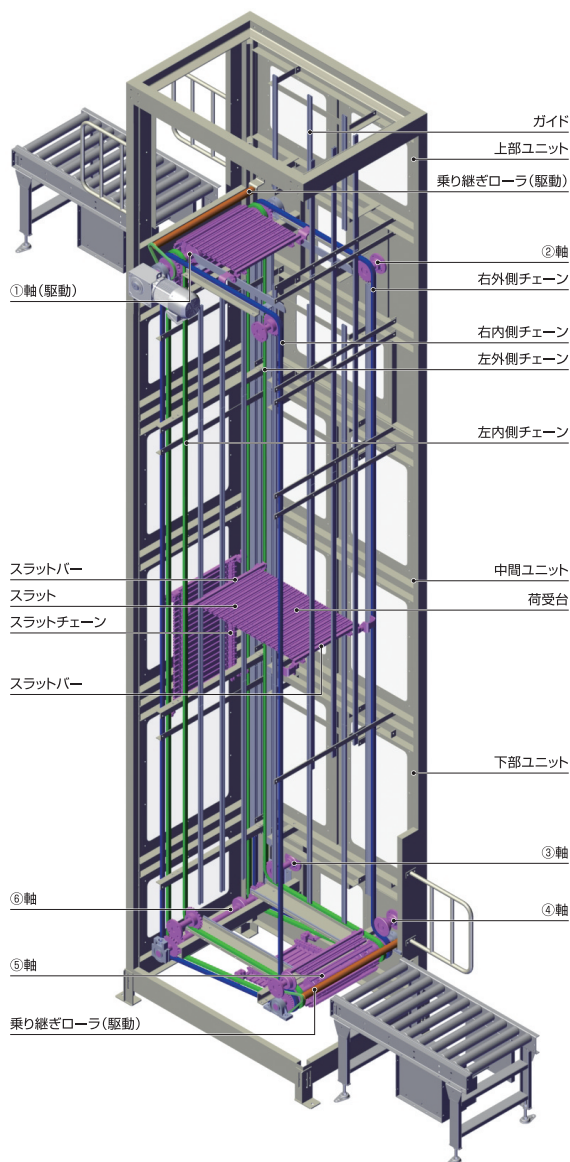 ガイド
上部ユニット
乗り継ぎローラ(駆動)
②軸
①軸(駆動)
右外側チェーン
右内側チェーン
左外側チェーン
左内側チェーン
スラットバー
中間ユニット
スラット
荷受台
スラットチェーン
スラットバー
下部ユニット
③軸
⑥軸
④軸
⑤軸
乗り継ぎローラ(駆動)